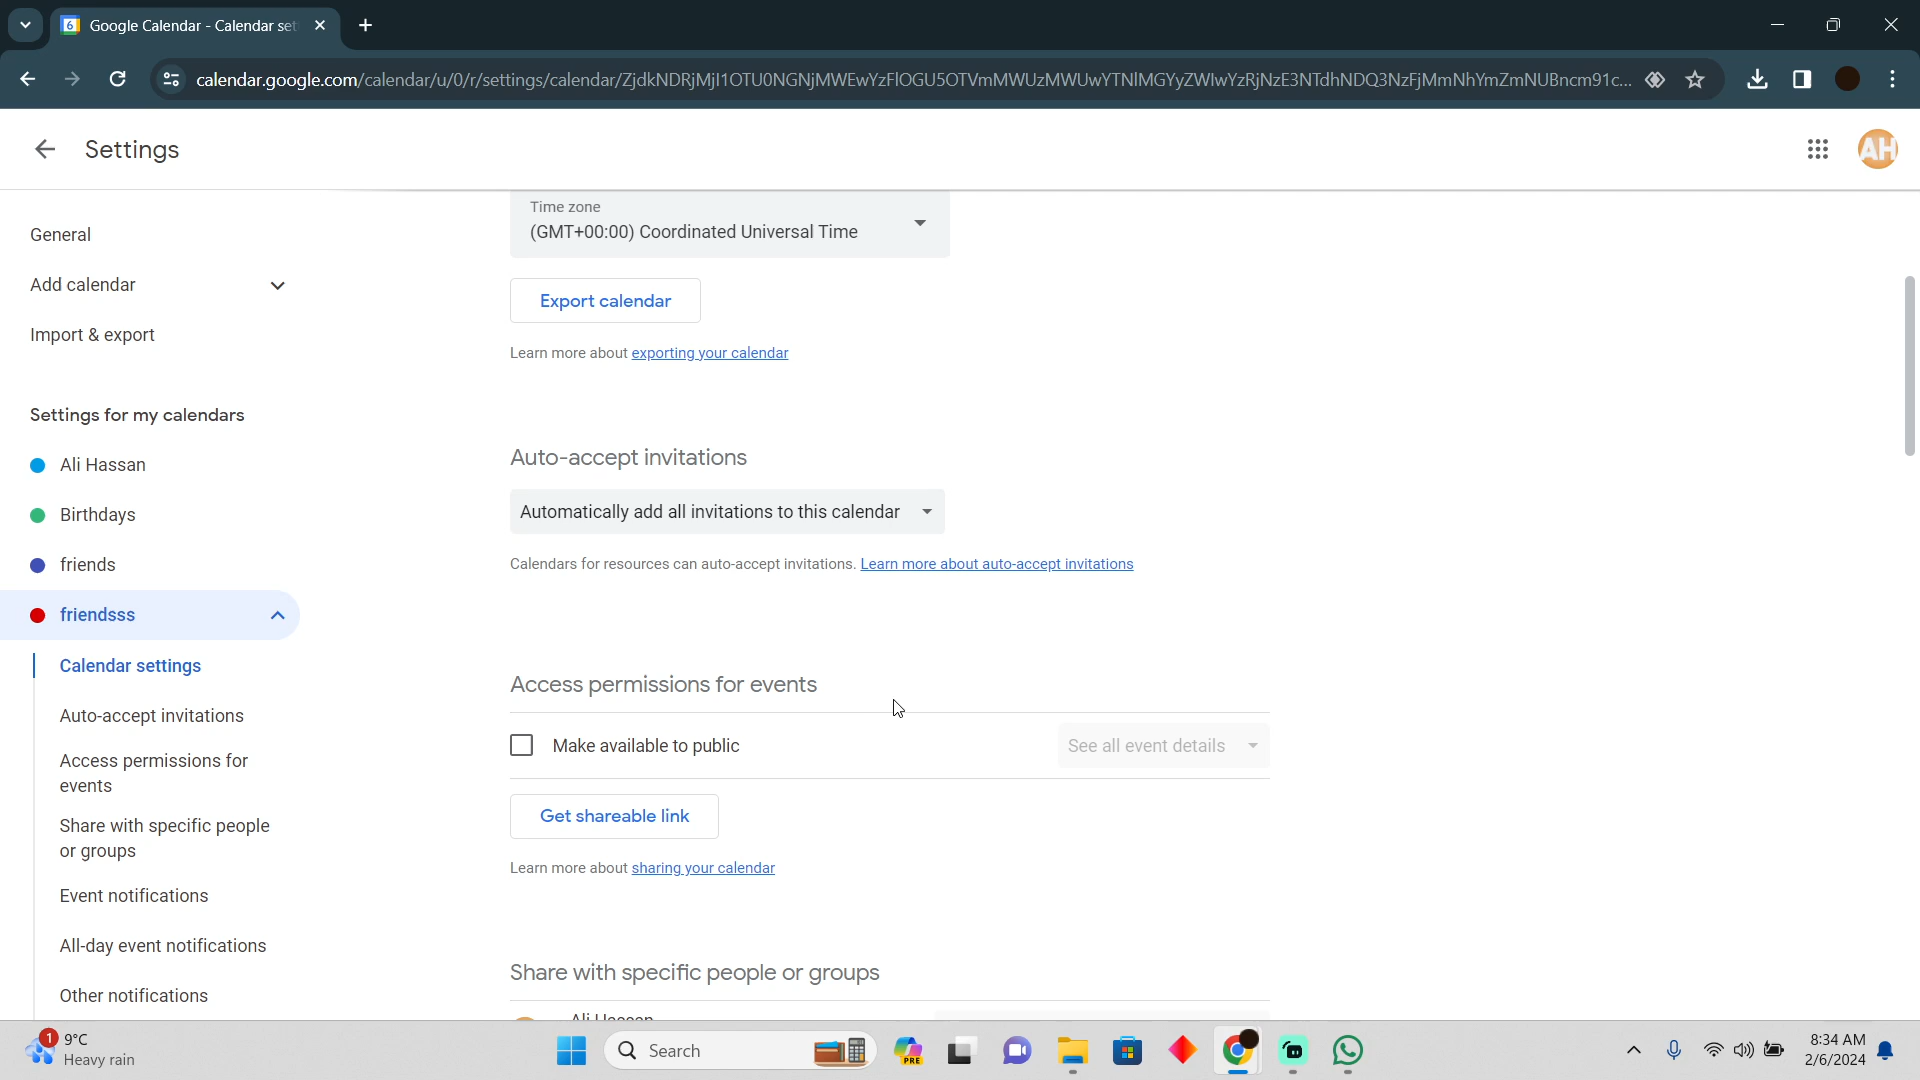 Google Calendar - Calendar set
calendar.google.com/calendar/u/0/r/settings/calendar/
Settings
AH
General
Add calendar
Import & export
Settings for my calendars
Ali Hassan
Birthdays
friends
friendsss
Calendar settings
Auto-accept invitations
Access permissions for
events
Share with specific people
or groups
Event notifications
All-day event notifications
Other notifications
Time zone
(GMT+00:00) Coordinated Universal Time
Export calendar
Learn more about exporting your calendar
Auto-accept invitations
Automatically add all invitations to this calendar
Calendars for resources can auto-accept invitations. Learn more about auto-accept invitations
Access permissions for events
Make available to public
See all event details
Get shareable link
Learn more about sharing your calendar
Share with specific people or groups
Ali Hassan
1
9°C
Heavy rain
Search
PRE
8:34 AM
2/6/2024